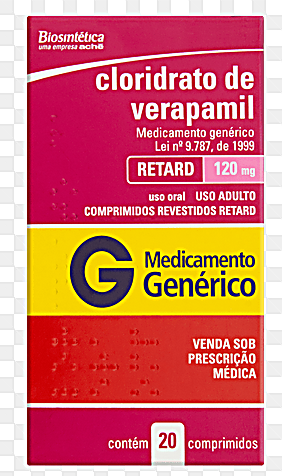 Biosintética
uma empresa achē
cloridrato de
verapamil
Medicamento genérico
Lei nº 9.787, de 1999
RETARD 120 mg
uso oral USO ADULTO
COMPRIMIDOS REVESTIDOS RETARD
G Medicamento
Genérico
VENDA SOB
PRESCRIÇÃO
MÉDICA
contém 20 comprimidos